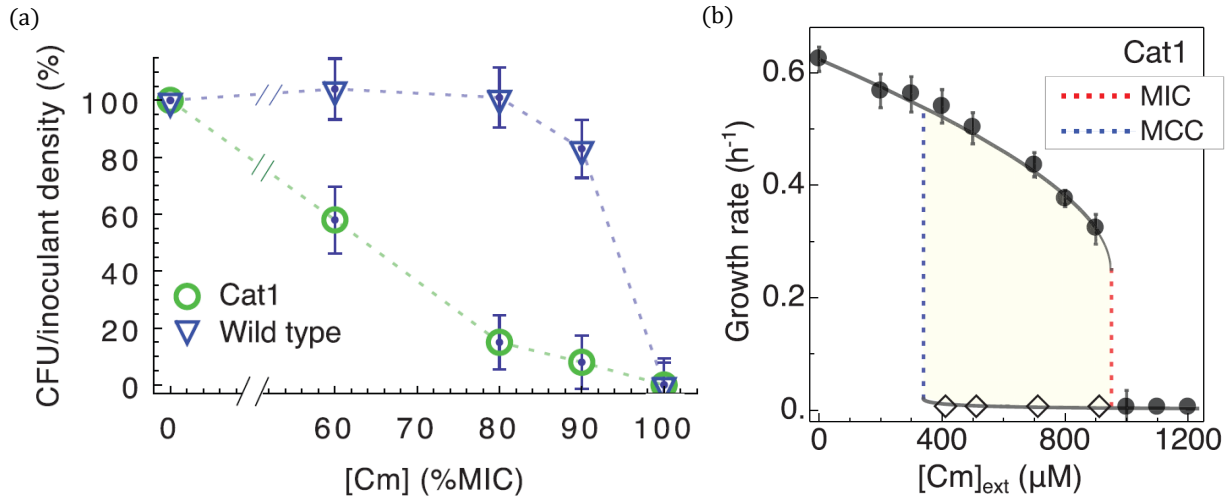 (a)
CFU/inoculant density (%)
100
80
60
40
20
0
Cat1
Wild type
0
60
70
80
90
100
[Cm] (%MIC)
(b)
Growth rate (h⁻¹)
0.6
0.4
0.2
0.
Cat1
MIC
MCC
0
400
800
1200
[Cm]ext (µM)